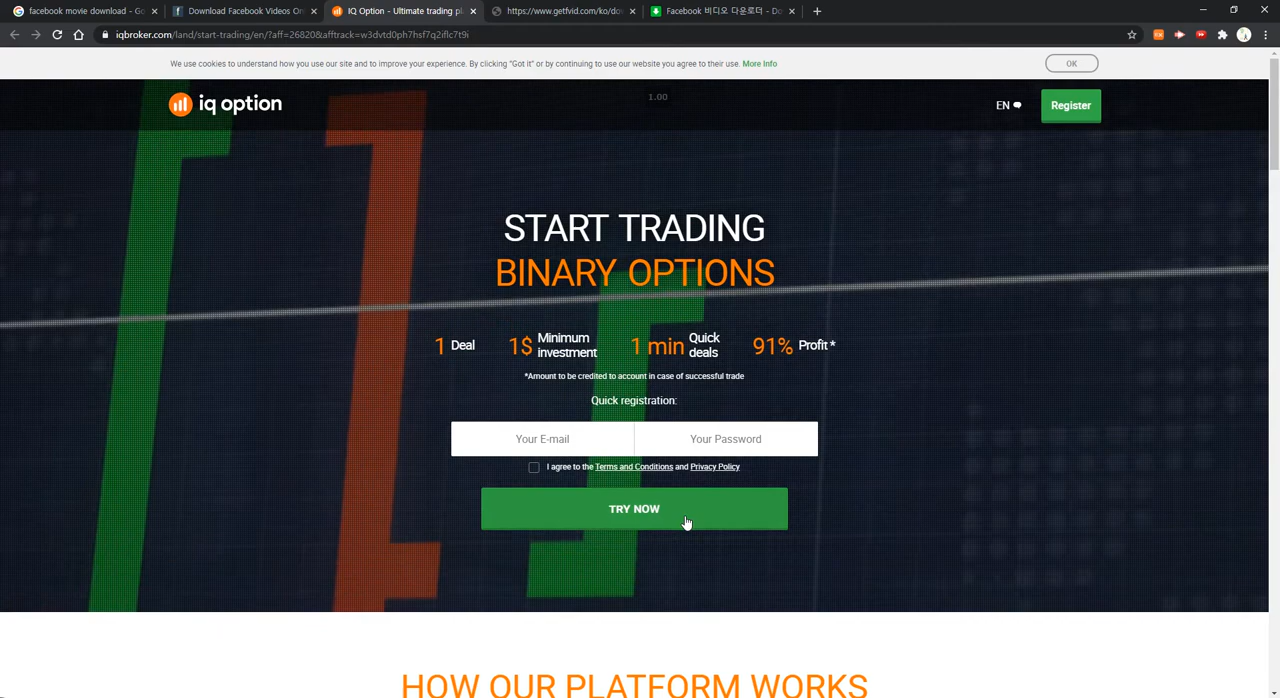 facebook movie download - Go
Download Facebook Videos On
IQ Option - Ultimate trading pl
https://www.getfvid.com/ko/do
Facebook 비디오 다운로더 - Do
iqbroker.com/land/start-trading/en/?aff=26820&afftrack=w3dvtd0ph7hsf7q2iflc7t9i
We use cookies to understand how you use our site and to improve your experience. By clicking "Got it" or by continuing to use our website you agree to their use. More Info
OK
iq option
1.00
EN
Register
START TRADING
BINARY OPTIONS
1 Deal
1$ Minimum investment
1 min Quick deals
91% Profit *
*Amount to be credited to account in case of successful trade
Quick registration:
Your E-mail
Your Password
I agree to the Terms and Conditions and Privacy Policy
TRY NOW
HOW OUR PLATFORM WORKS